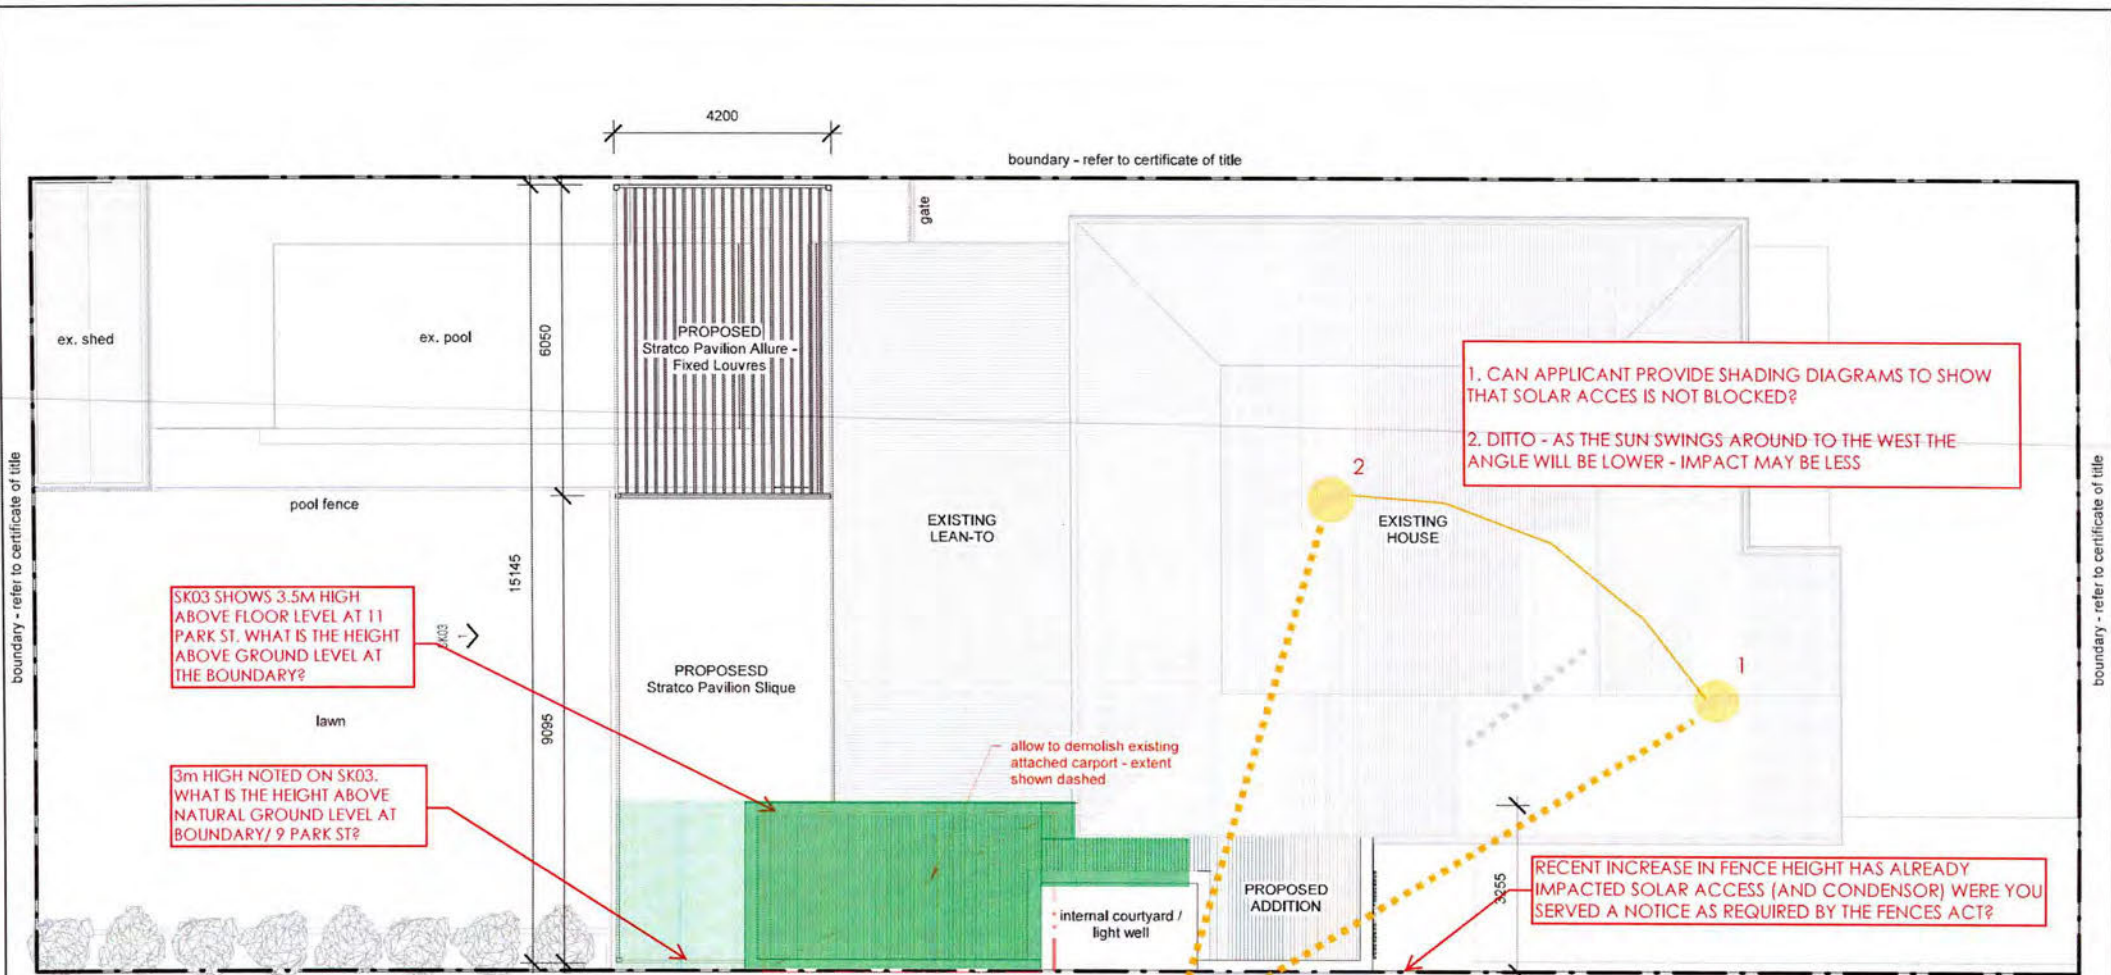 4200
boundary - refer to certificate of title
gate
ex. shed
ex. pool
6050
PROPOSED
Stratco Pavilion Allure -
Fixed Louvres
1. CAN APPLICANT PROVIDE SHADING DIAGRAMS TO SHOW
THAT SOLAR ACCES IS NOT BLOCKED?
2. DITTO - AS THE SUN SWINGS AROUND TO THE WEST THE
ANGLE WILL BE LOWER - IMPACT MAY BE LESS
boundary - refer to certificate of title
boundary - refer to certificate of title
pool fence
2
EXISTING
LEAN-TO
EXISTING
HOUSE
15145
SK03 SHOWS 3.5M HIGH
ABOVE FLOOR LEVEL AT 11
PARK ST. WHAT IS THE HEIGHT
ABOVE GROUND LEVEL AT
THE BOUNDARY?
SK03
1
PROPOSESD
Stratco Pavilion Slique
1
lawn
9095
allow to demolish existing
attached carport - extent
shown dashed
3m HIGH NOTED ON SK03.
WHAT IS THE HEIGHT ABOVE
NATURAL GROUND LEVEL AT
BOUNDARY/ 9 PARK ST?
internal courtyard /
light well
PROPOSED
ADDITION
3255
RECENT INCREASE IN FENCE HEIGHT HAS ALREADY
IMPACTED SOLAR ACCESS (AND CONDENSOR) WERE YOU
SERVED A NOTICE AS REQUIRED BY THE FENCES ACT?